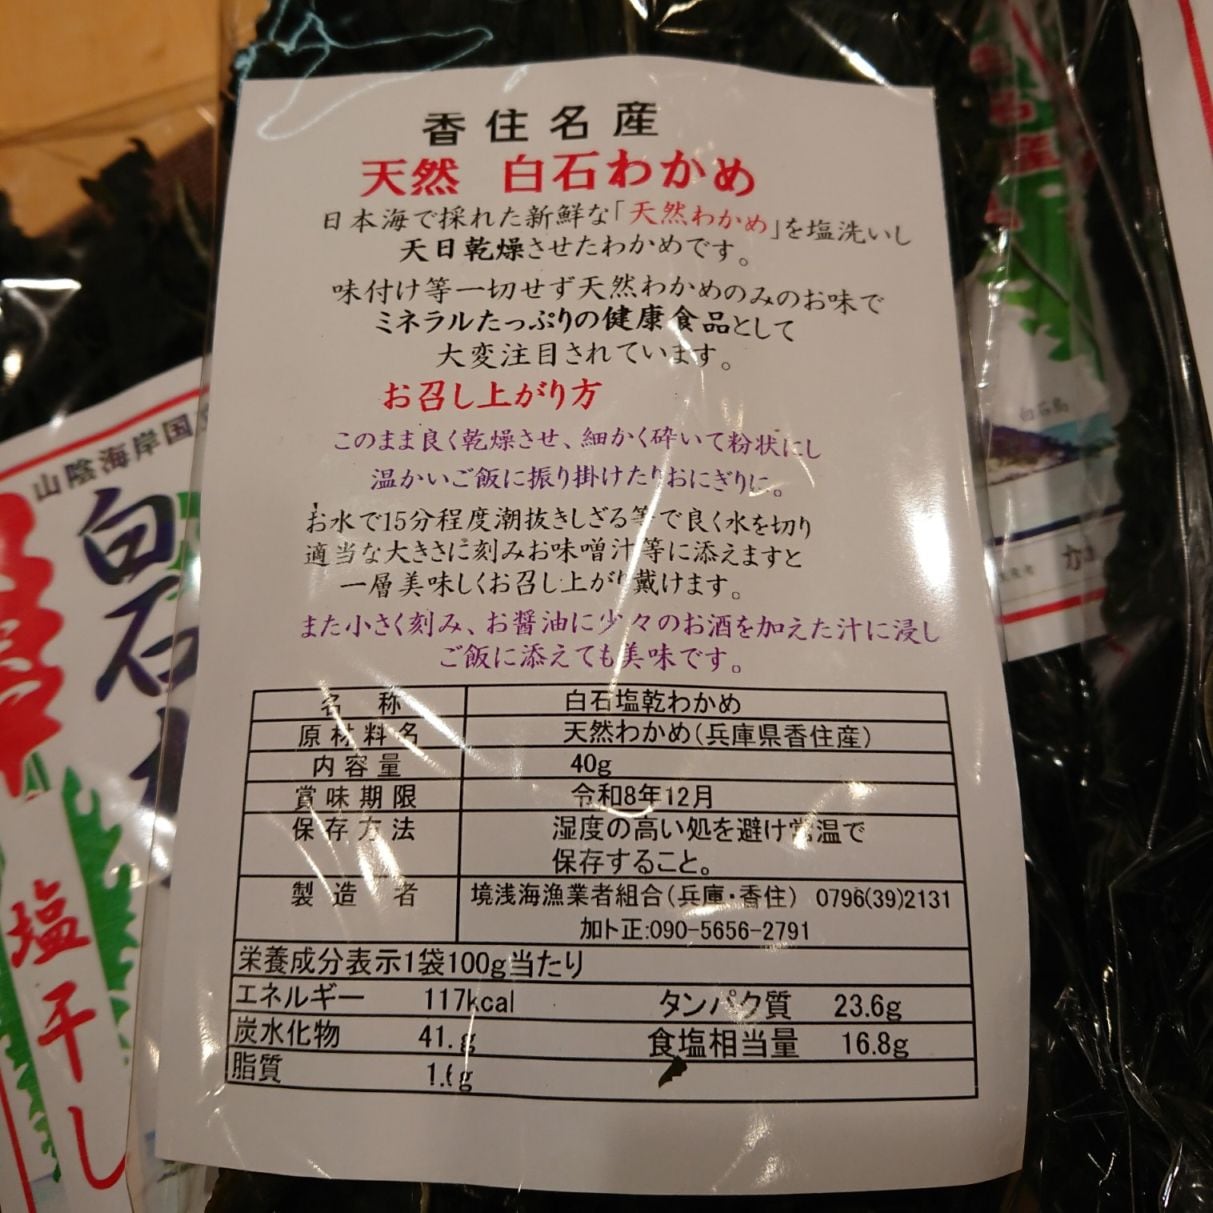 香住名産
天然 白石わかめ
日本海で採れた新鮮な「天然わかめ」を塩洗いし
天日乾燥させたわかめです。
味付け等一切せず天然わかめのみのお味で
ミネラルたっぷりの健康食品として
大変注目されています。
お召し上がり方
このまま良く乾燥させ、細かく砕いて粉状にし
温かいご飯に振り掛けたりおにぎりに。
お水で15分程度潮抜きしざる等で良く水を切り
適当な大きさに刻みお味噌汁等に添えますと
一層美味しくお召し上がり戴けます。
また小さく刻み、お醤油に少々のお酒を加えた汁に浸し
ご飯に添えても美味です。
名称 白石塩乾わかめ
原材料名 天然わかめ(兵庫県香住産)
内容量 40g
賞味期限 令和8年12月
保存方法 湿度の高い処を避け常温で
保存すること。
製造者 境浅海漁業者組合(兵庫・香住) 0796(39)2131
加ト正:090-5656-2791
栄養成分表示1袋100g当たり
エネルギー 117kcal タンパク質 23.6g
炭水化物 食塩相当量 16.8g
脂質
山陰海岸国
白石わ
塩干し
名産
白石島
加